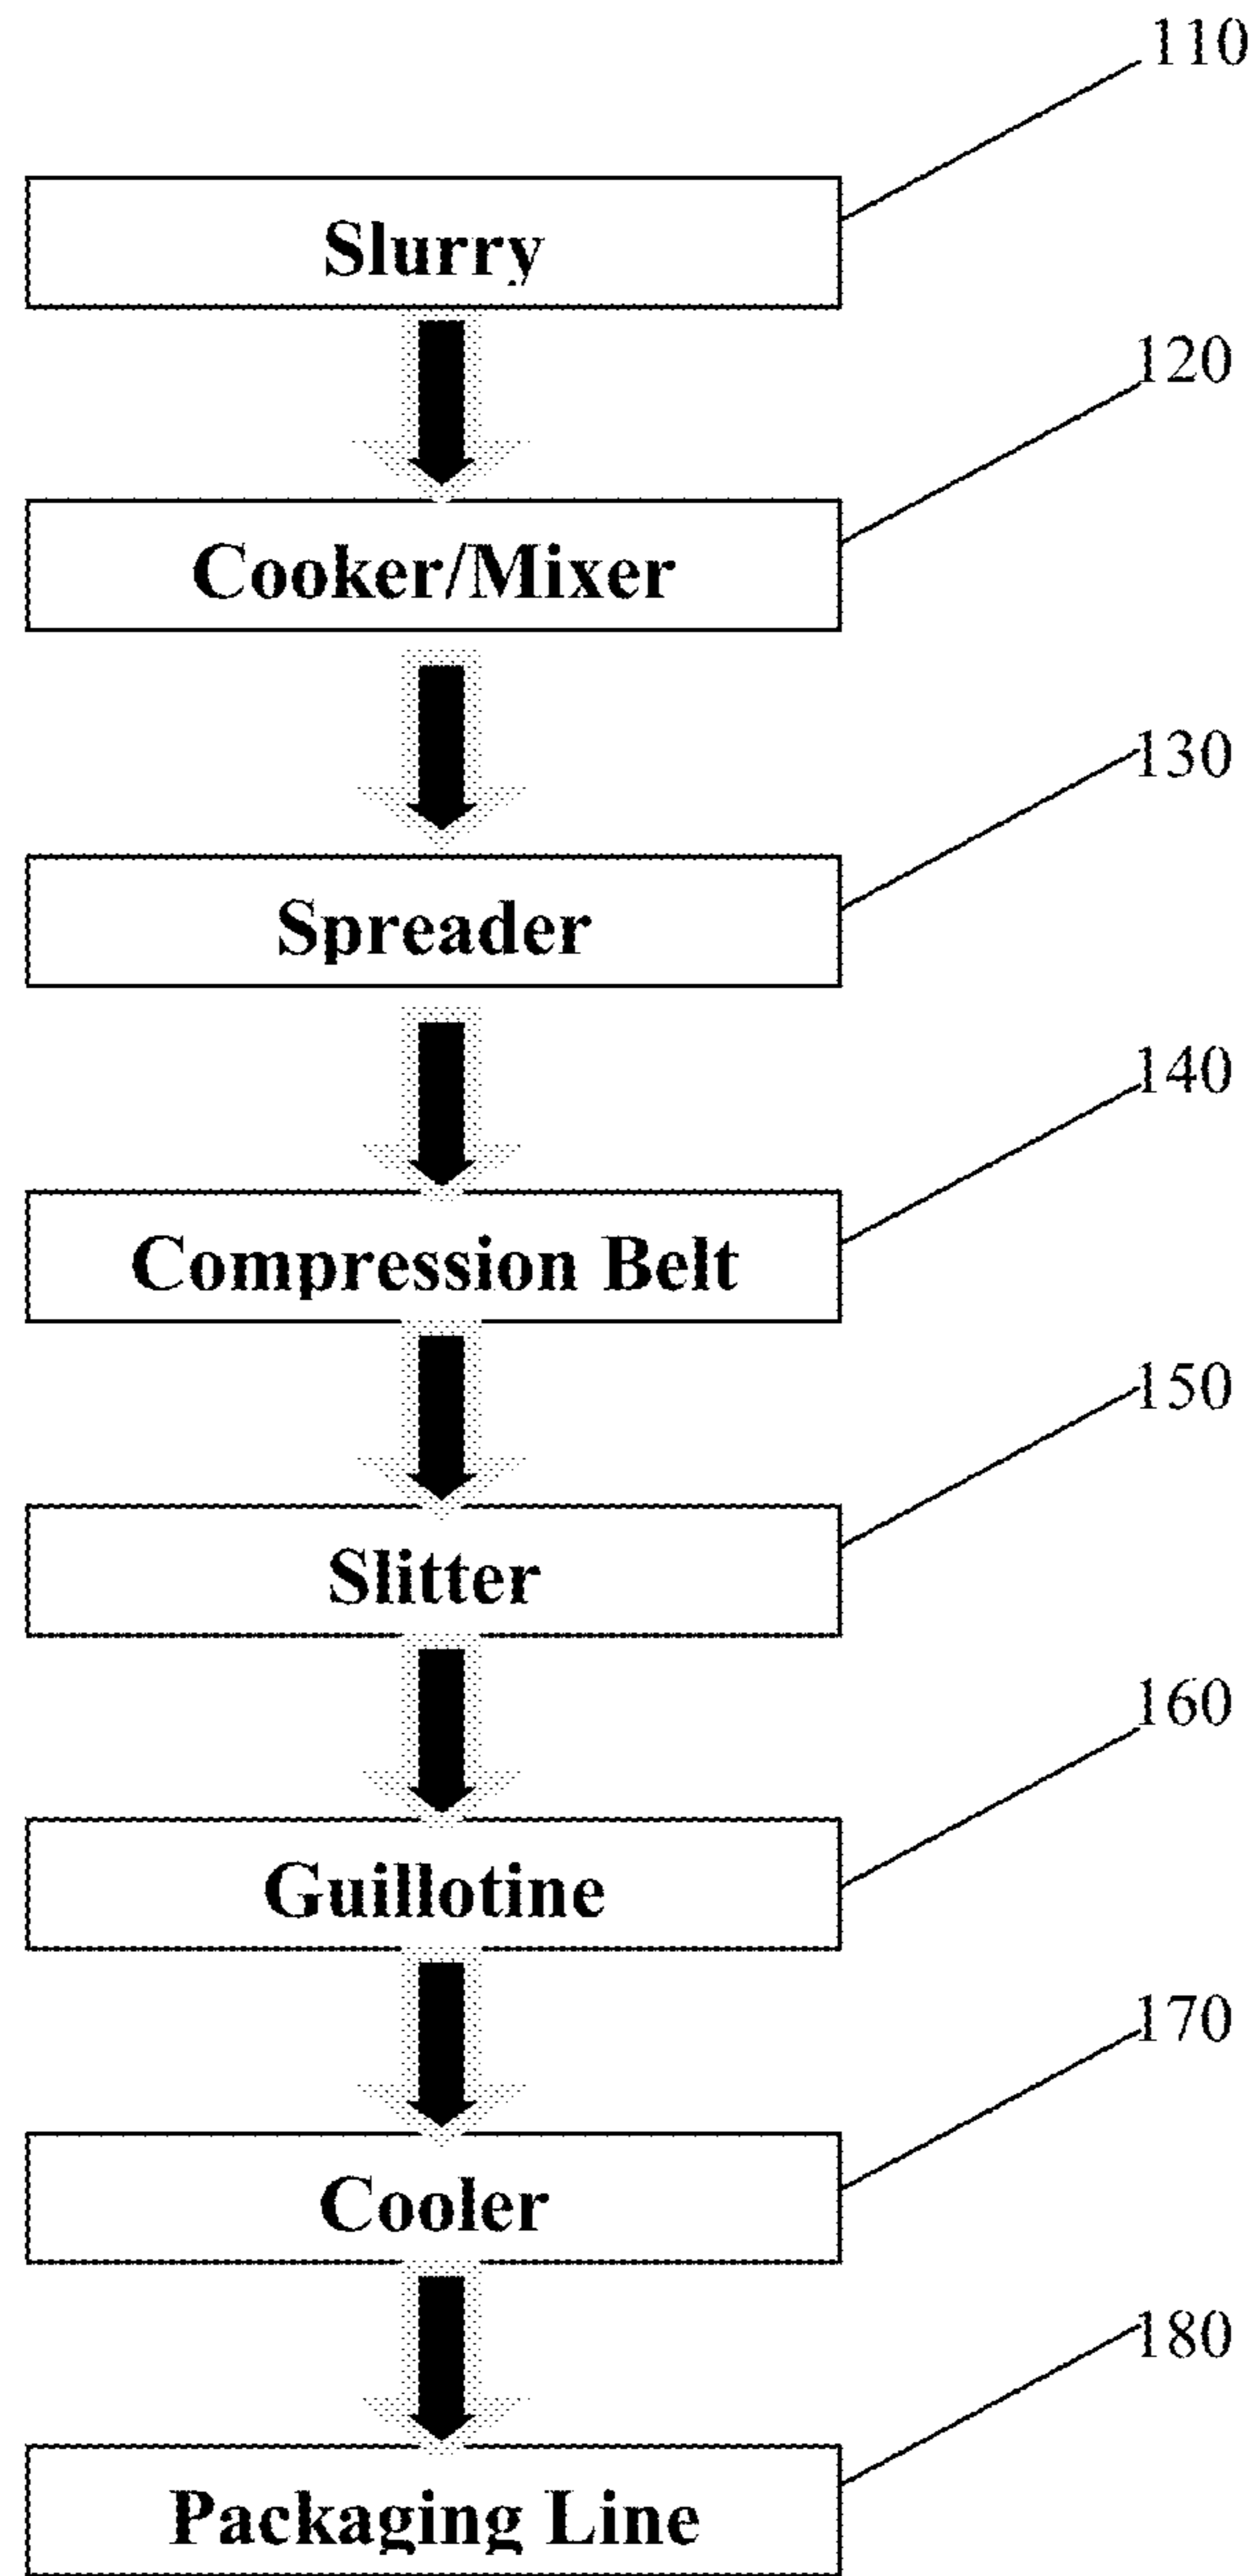 110
Slurry
120
Cooker/Mixer
130
Spreader
140
Compression Belt
150
Slitter
160
Guillotine
170
Cooler
180
Packaging Line